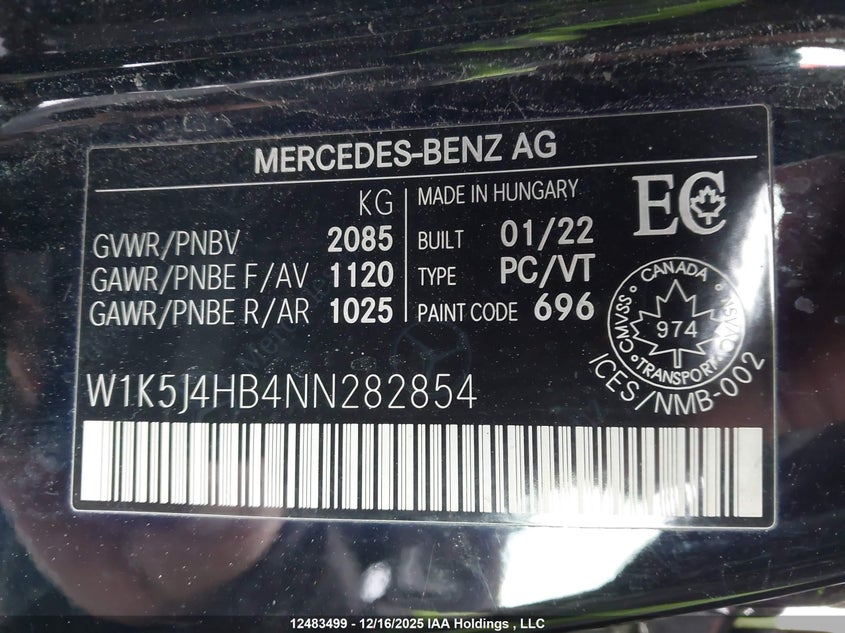 MERCEDES-BENZ AG
KG
GVWR/PNBV 2085
GAWR/PNBE F/AV 1120
GAWR/PNBE R/AR 1025
MADE IN HUNGARY
BUILT 01/22
TYPE PC/VT
PAINT CODE 696
EC
CANADA
CMVSS
NSVAC
974
TRANSPORT
ICES/NMB-002
W1K5J4HB4NN282854
12483499 - 12/16/2025 IAA Holdings , LLC